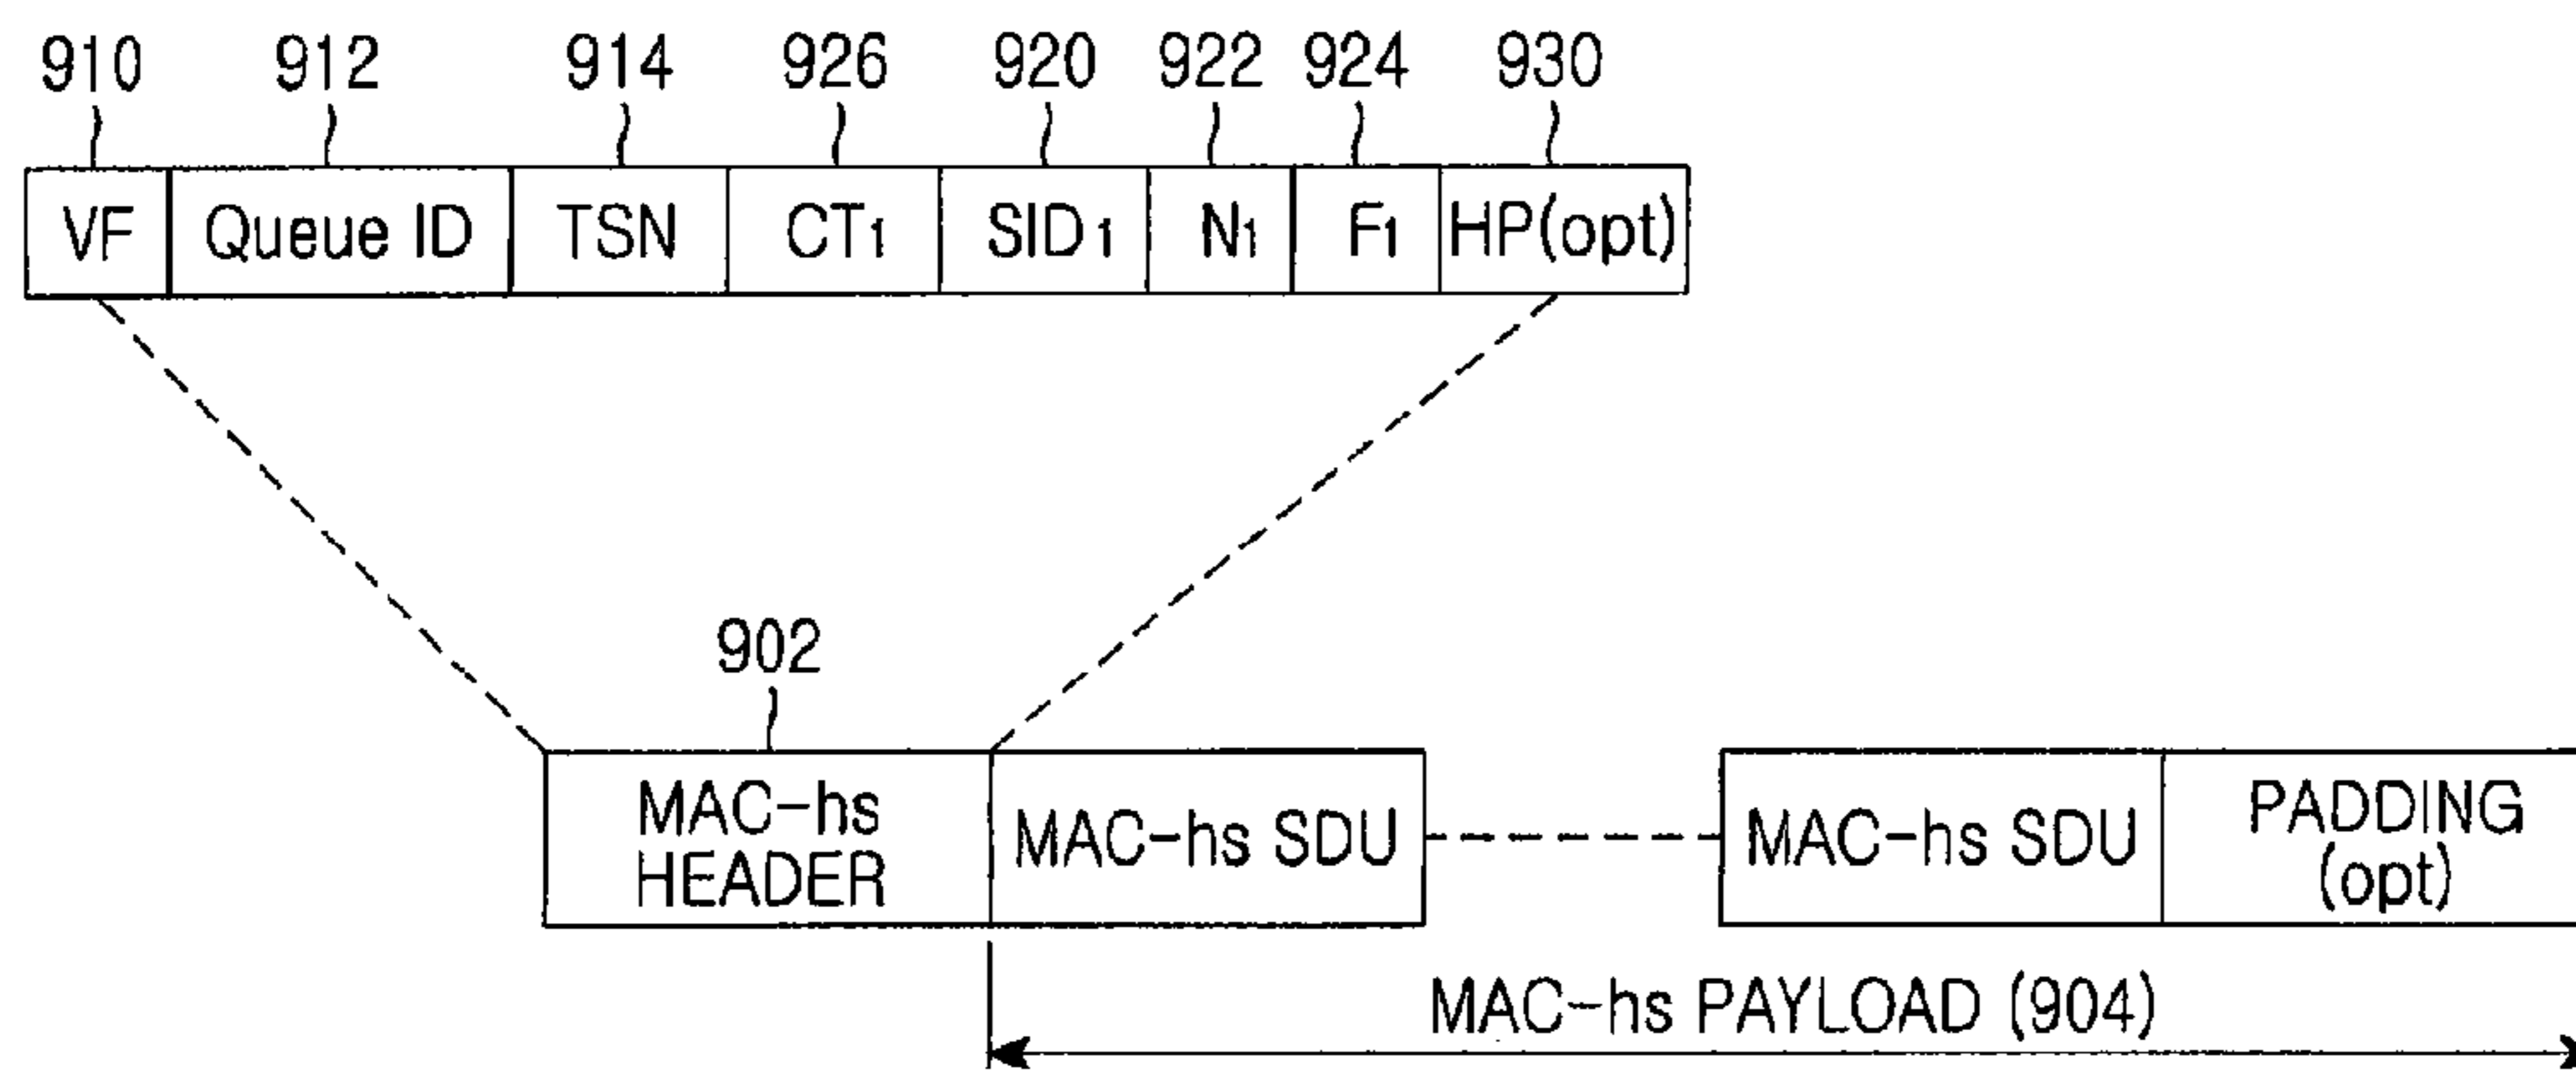 910 912 914 926 920 922 924 930
VF Queue ID TSN CT1 SID1 N1 F1 HP(opt)
902
MAC-hs HEADER MAC-hs SDU MAC-hs SDU PADDING (opt)
MAC-hs PAYLOAD (904)